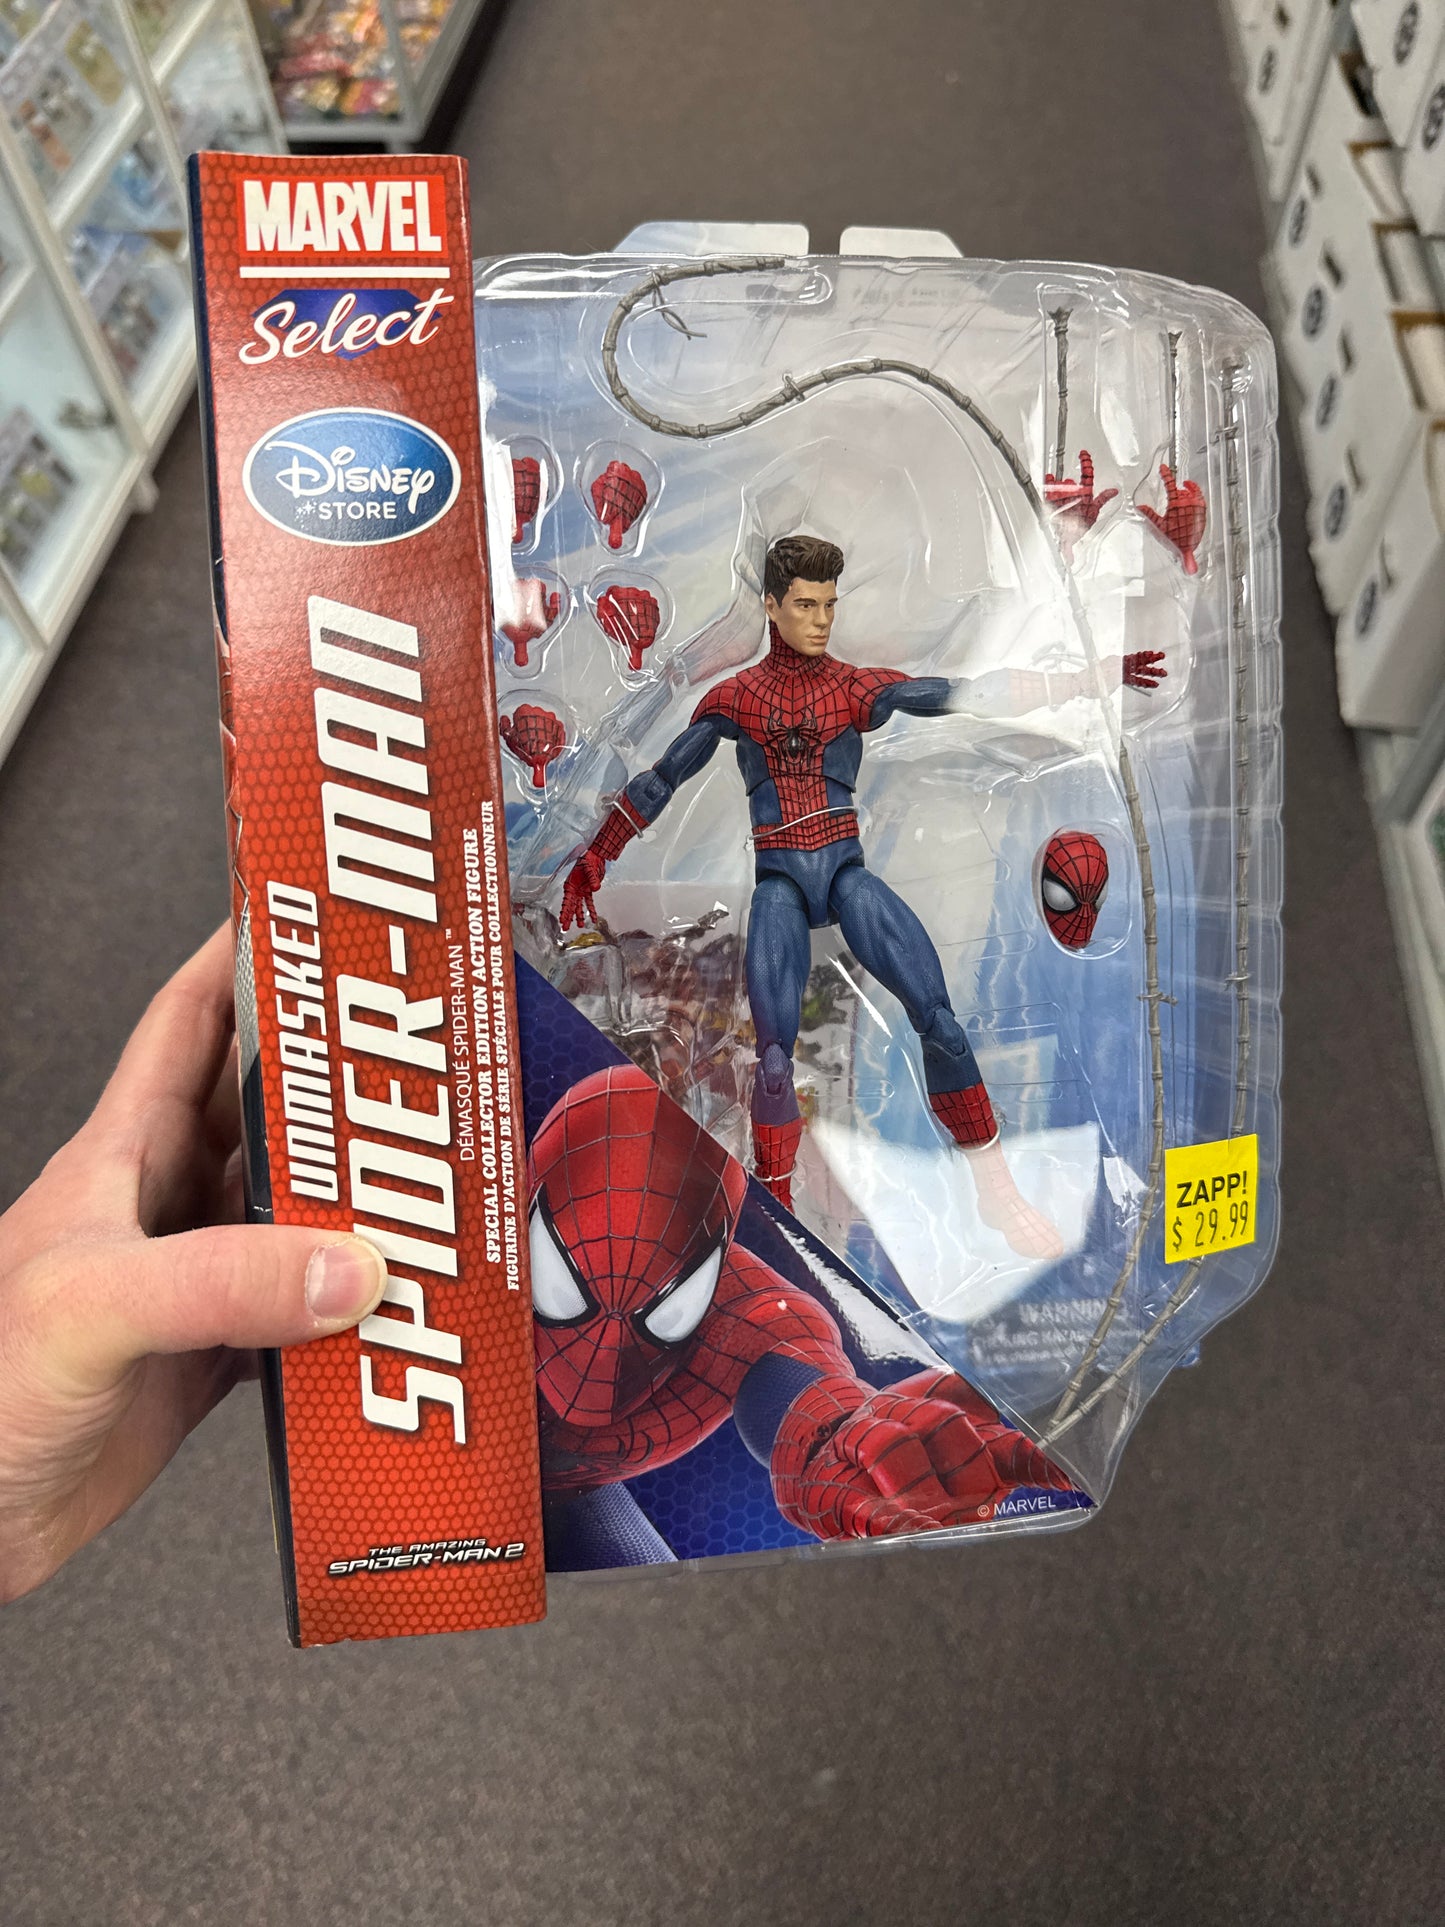 MARVEL
Select
DISNEY
STORE
UNMASKED
SPIDER-MAN
DÉMASQUÉ SPIDER-MAN™
SPECIAL COLLECTOR EDITION ACTION FIGURE
FIGURINE D'ACTION DE SÉRIE SPÉCIALE POUR COLLECTIONNEUR
THE AMAZING
SPIDER-MAN 2
ZAPP!
$ 29.99
WARNING
© MARVEL